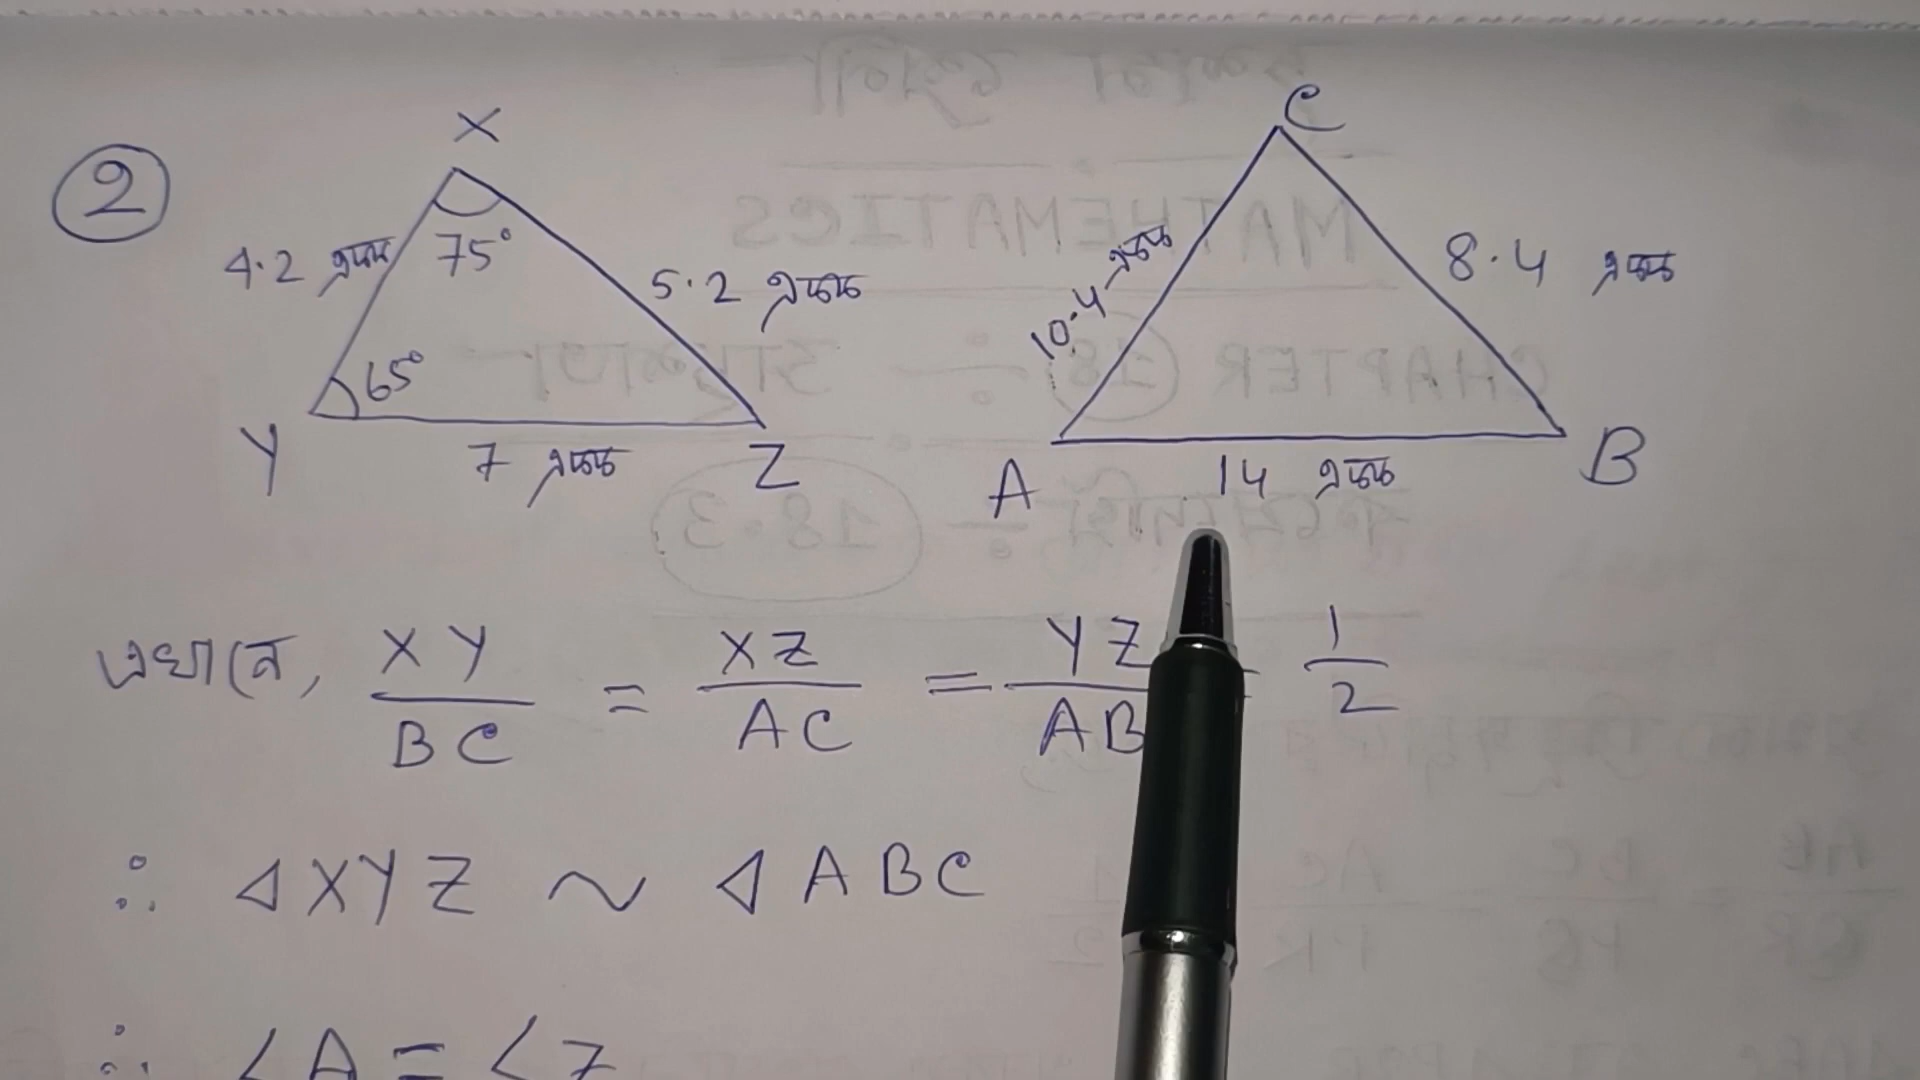 2
X
C
4.2 একক
75°
5.2 একক
10.4 একক
8.4 একক
65°
Y
7 একক
Z
A
14 একক
B
এখানে, XY/BC = XZ/AC = YZ/AB = 1/2
∴ △XYZ ~ △ABC
∴ ∠A = ∠Z